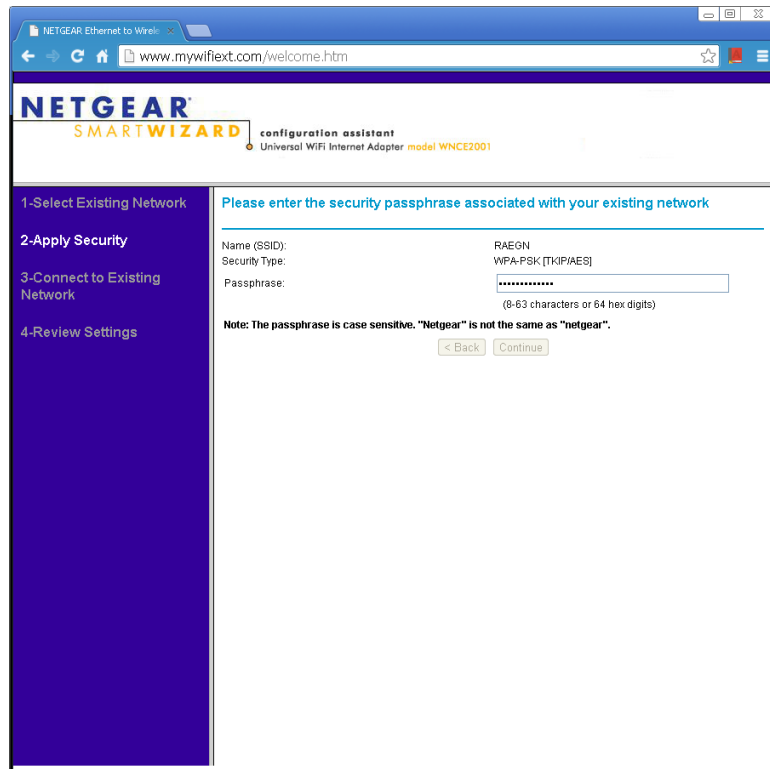 NETGEAR Ethernet to Wirele
www.mywifiext.com/welcome.htm
NETGEAR
SMARTWIZARD
configuration assistant
Universal WiFi Internet Adapter model WNCE2001
1-Select Existing Network
2-Apply Security
3-Connect to Existing
Network
4-Review Settings
Please enter the security passphrase associated with your existing network
Name (SSID): RAEGN
Security Type: WPA-PSK [TKIP/AES]
Passphrase: •••••••••••••
(8-63 characters or 64 hex digits)
Note: The passphrase is case sensitive. "Netgear" is not the same as "netgear".
< Back Continue